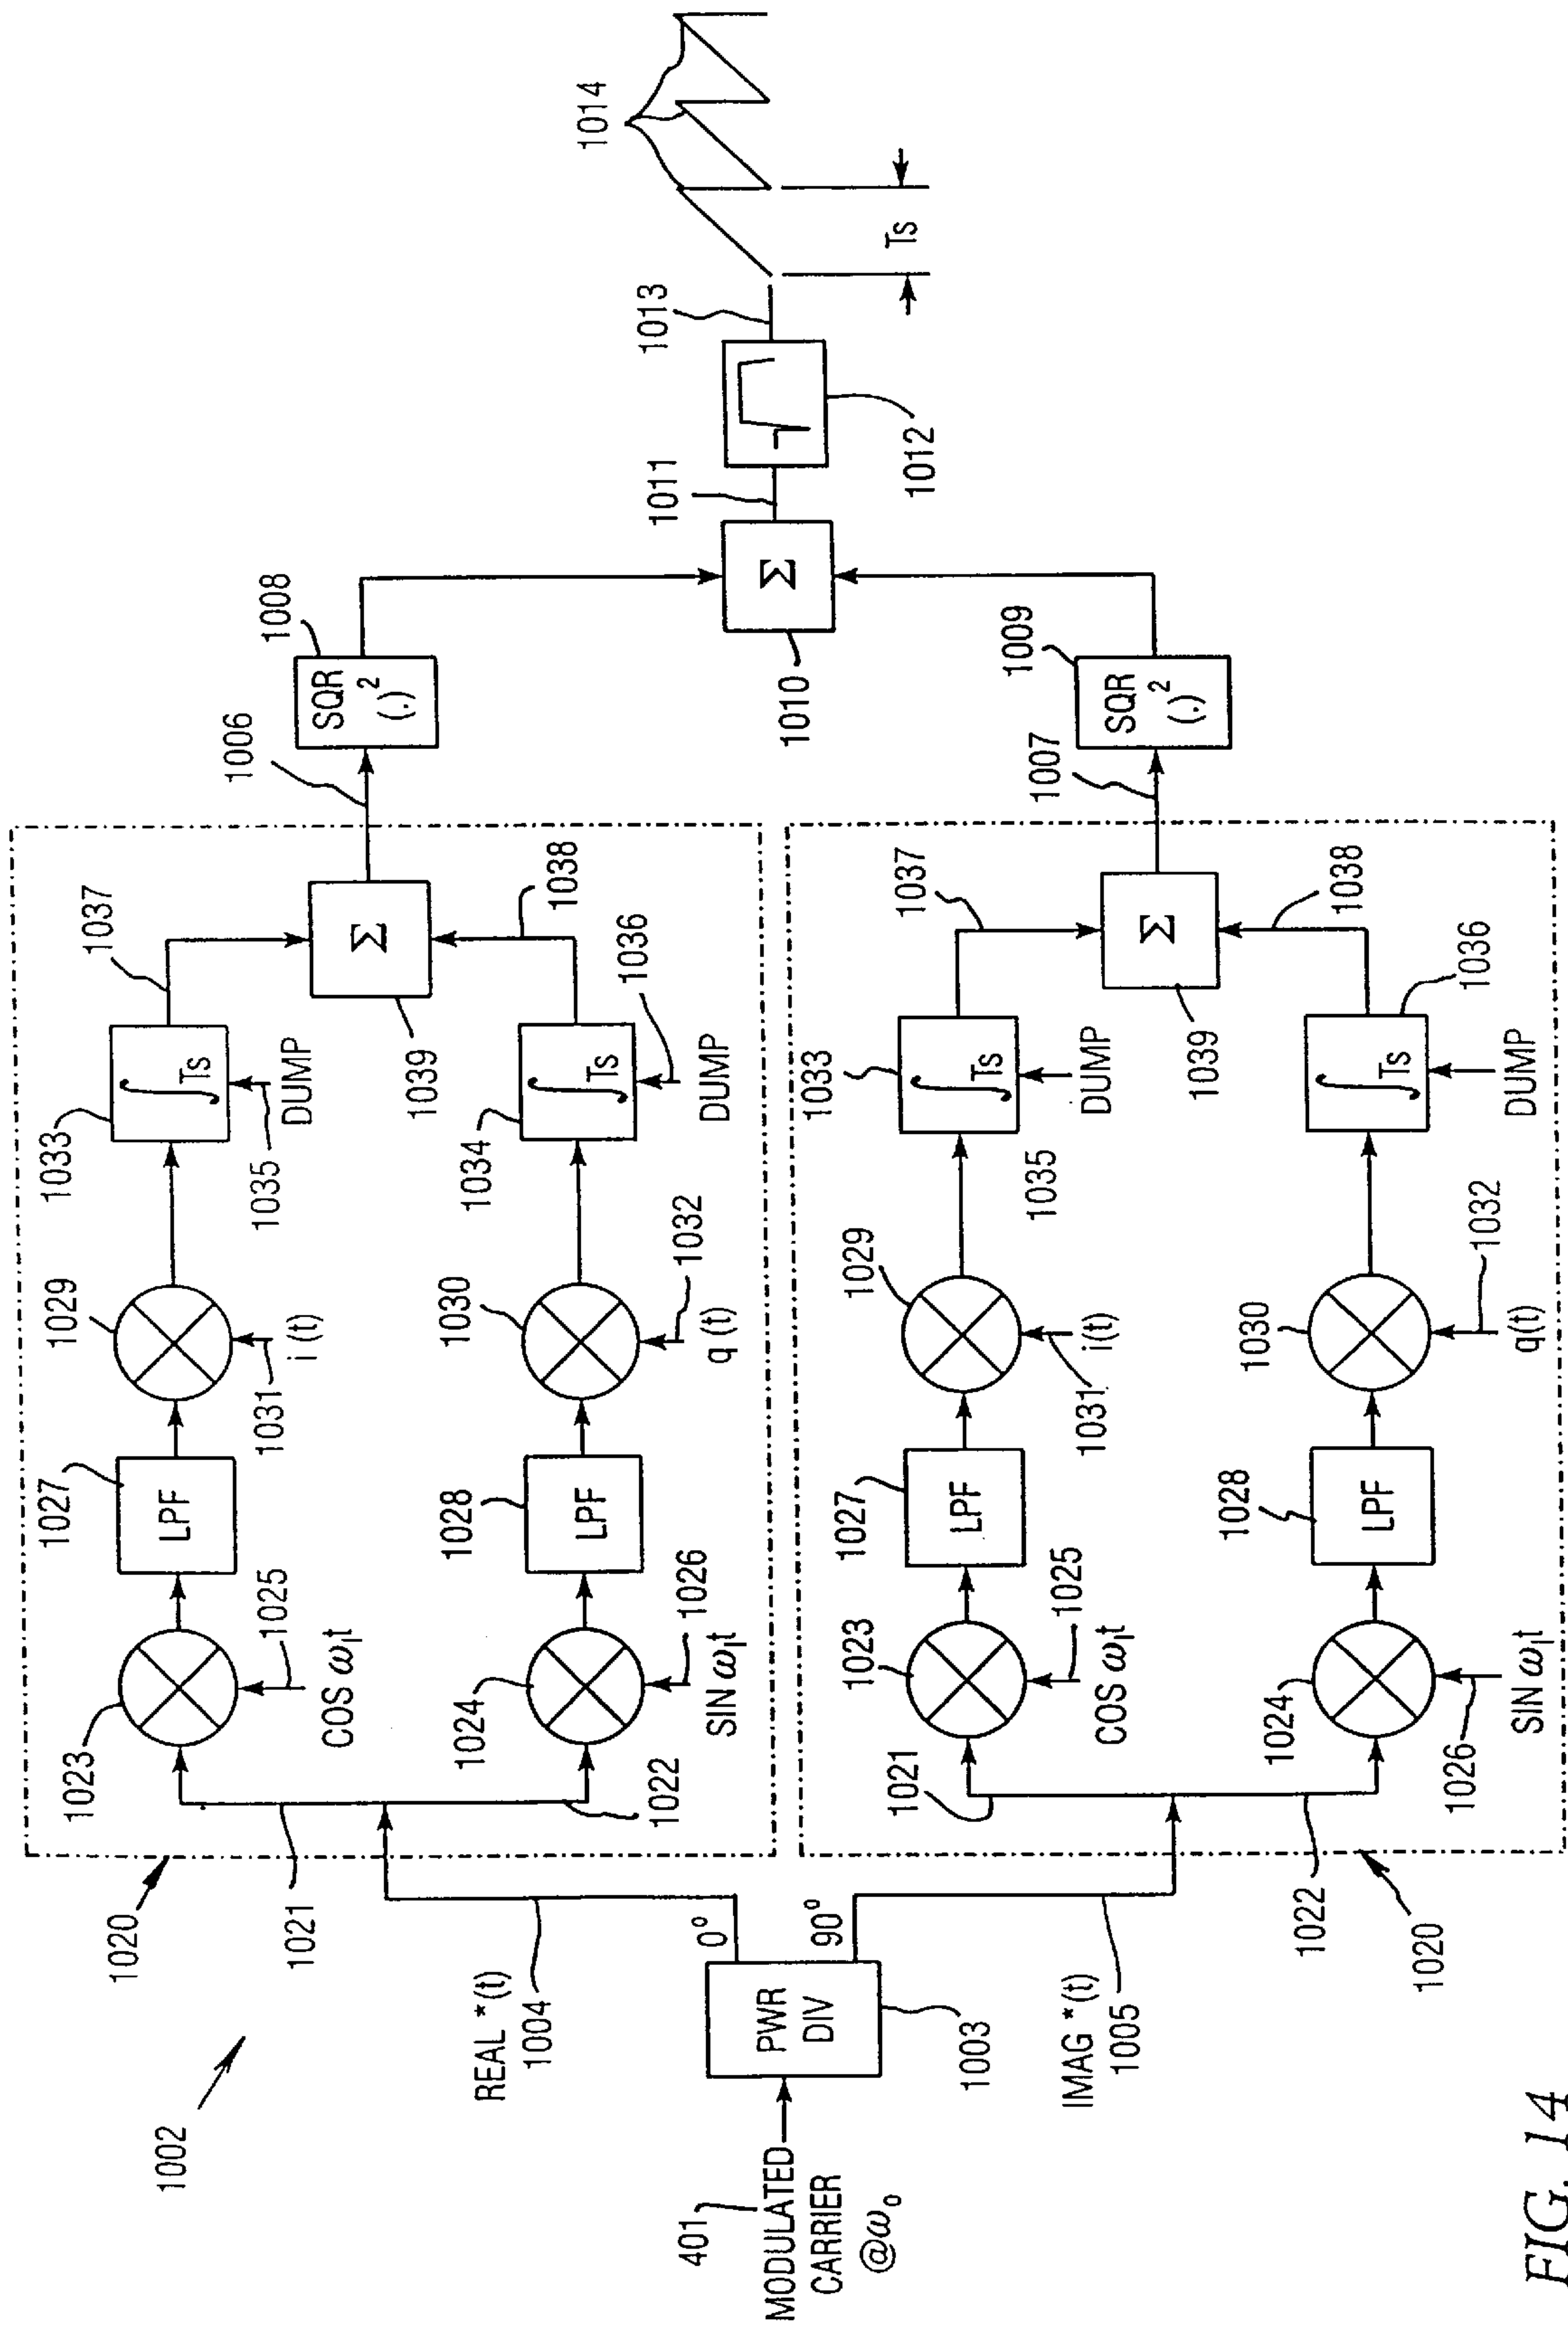 1002
401
MODULATED
CARRIER
@ω₀
PWR
DIV
1003
0°
90°
REAL *(t)
1004
IMAG *(t)
1005
1020
1021
1022
1023
1025
COS ω₁t
1027
LPF
1029
1031
i(t)
1033
∫Ts
1035
DUMP
1037
1024
1026
SIN ω₁t
1028
LPF
1030
1032
q(t)
1034
∫Ts
1036
DUMP
1038
Σ
1039
1006
1008
SQR
(.)²
1020
1021
1022
1023
1025
COS ω₁t
1027
LPF
1029
1031
i(t)
1033
∫Ts
1035
DUMP
1037
1024
1026
SIN ω₁t
1028
LPF
1030
1032
q(t)
1036
∫Ts
DUMP
1038
Σ
1039
1007
1009
SQR
(.)²
Σ
1010
1011
1012
1013
1014
Ts
FIG. 14